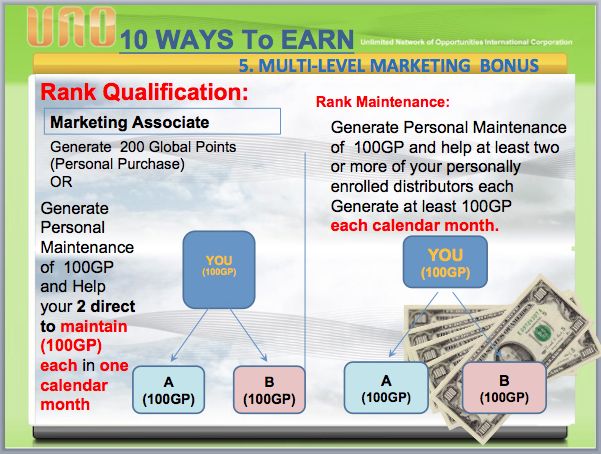 UNO
10 WAYS To EARN
Unlimited Network of Opportunities International Corporation
5. MULTI-LEVEL MARKETING BONUS
Rank Qualification:
Marketing Associate
Generate 200 Global Points
(Personal Purchase)
OR
Generate
Personal
Maintenance
of 100GP
and Help
your 2 direct
to maintain
(100GP)
each in one
calendar
month
YOU
(100GP)
A
(100GP)
B
(100GP)
Rank Maintenance:
Generate Personal Maintenance
of 100GP and help at least two
or more of your personally
enrolled distributors each
Generate at least 100GP
each calendar month.
YOU
(100GP)
A
(100GP)
B
(100GP)